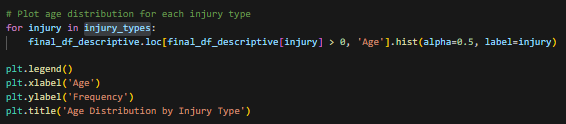 # Plot age distribution for each injury type
for injury in injury_types:
    final_df_descriptive.loc[final_df_descriptive[injury] > 0, 'Age'].hist(alpha=0.5, label=injury)

plt.legend()
plt.xlabel('Age')
plt.ylabel('Frequency')
plt.title('Age Distribution by Injury Type')